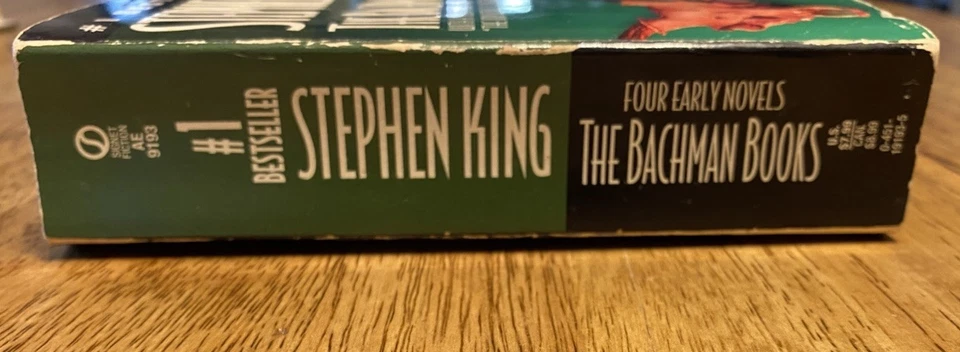 #1
SIGNET
FICTION
AE
9193
#1
BESTSELLER
STEPHEN KING
FOUR EARLY NOVELS
THE BACHMAN BOOKS
U.S.
$7.99
CAN.
$8.99
0-451-
19193-5